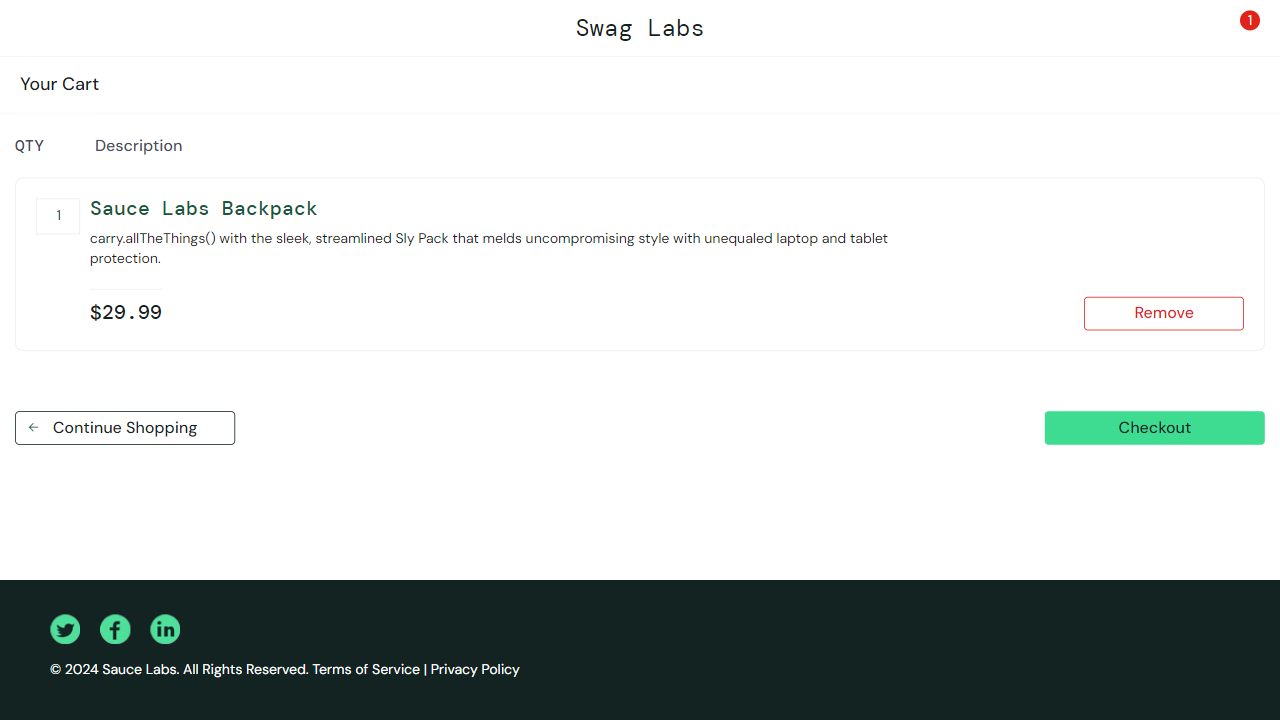 Swag Labs
1
Your Cart
QTY Description
1
Sauce Labs Backpack
carry.allTheThings() with the sleek, streamlined Sly Pack that melds uncompromising style with unequaled laptop and tablet
protection.
$29.99
Remove
Continue Shopping
Checkout
© 2024 Sauce Labs. All Rights Reserved. Terms of Service | Privacy Policy